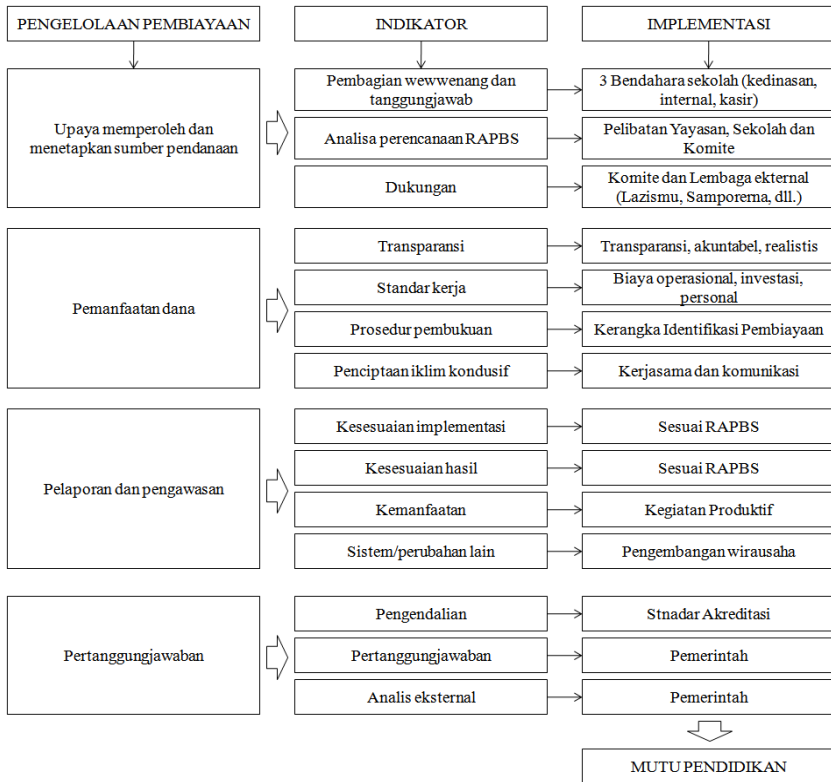 PENGELOLAAN PEMBIAYAAN
INDIKATOR
IMPLEMENTASI
Upaya memperoleh dan
menetapkan sumber pendanaan
Pembagian wewwenang dan
tanggungjawab
3 Bendahara sekolah (kedinasan,
internal, kasir)
Analisa perencanaan RAPBS
Pelibatan Yayasan, Sekolah dan
Komite
Dukungan
Komite dan Lembaga ekternal
(Lazismu, Samporerna, dll.)
Pemanfaatan dana
Transparansi
Transparansi, akuntabel, realistis
Standar kerja
Biaya operasional, investasi,
personal
Prosedur pembukuan
Kerangka Identifikasi Pembiayaan
Penciptaan iklim kondusif
Kerjasama dan komunikasi
Pelaporan dan pengawasan
Kesesuaian implementasi
Sesuai RAPBS
Kesesuaian hasil
Sesuai RAPBS
Kemanfaatan
Kegiatan Produktif
Sistem/perubahan lain
Pengembangan wirausaha
Pertanggungjawaban
Pengendalian
Stnadar Akreditasi
Pertanggungjawaban
Pemerintah
Analis eksternal
Pemerintah
MUTU PENDIDIKAN